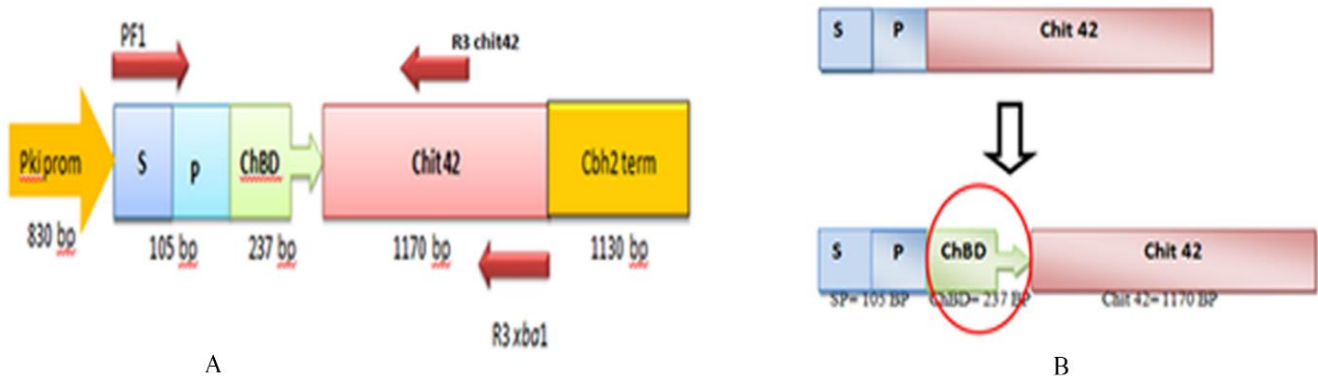 PF1
R3 chit42
Pki prom
S
P
ChBD
Chit 42
Cbh2 term
830 bp
105 bp
237 bp
1170 bp
1130 bp
R3 xba1
A
S
P
Chit 42
S
P
ChBD
Chit 42
SP= 105 BP
ChBD= 237 BP
Chit 42= 1170 BP
B